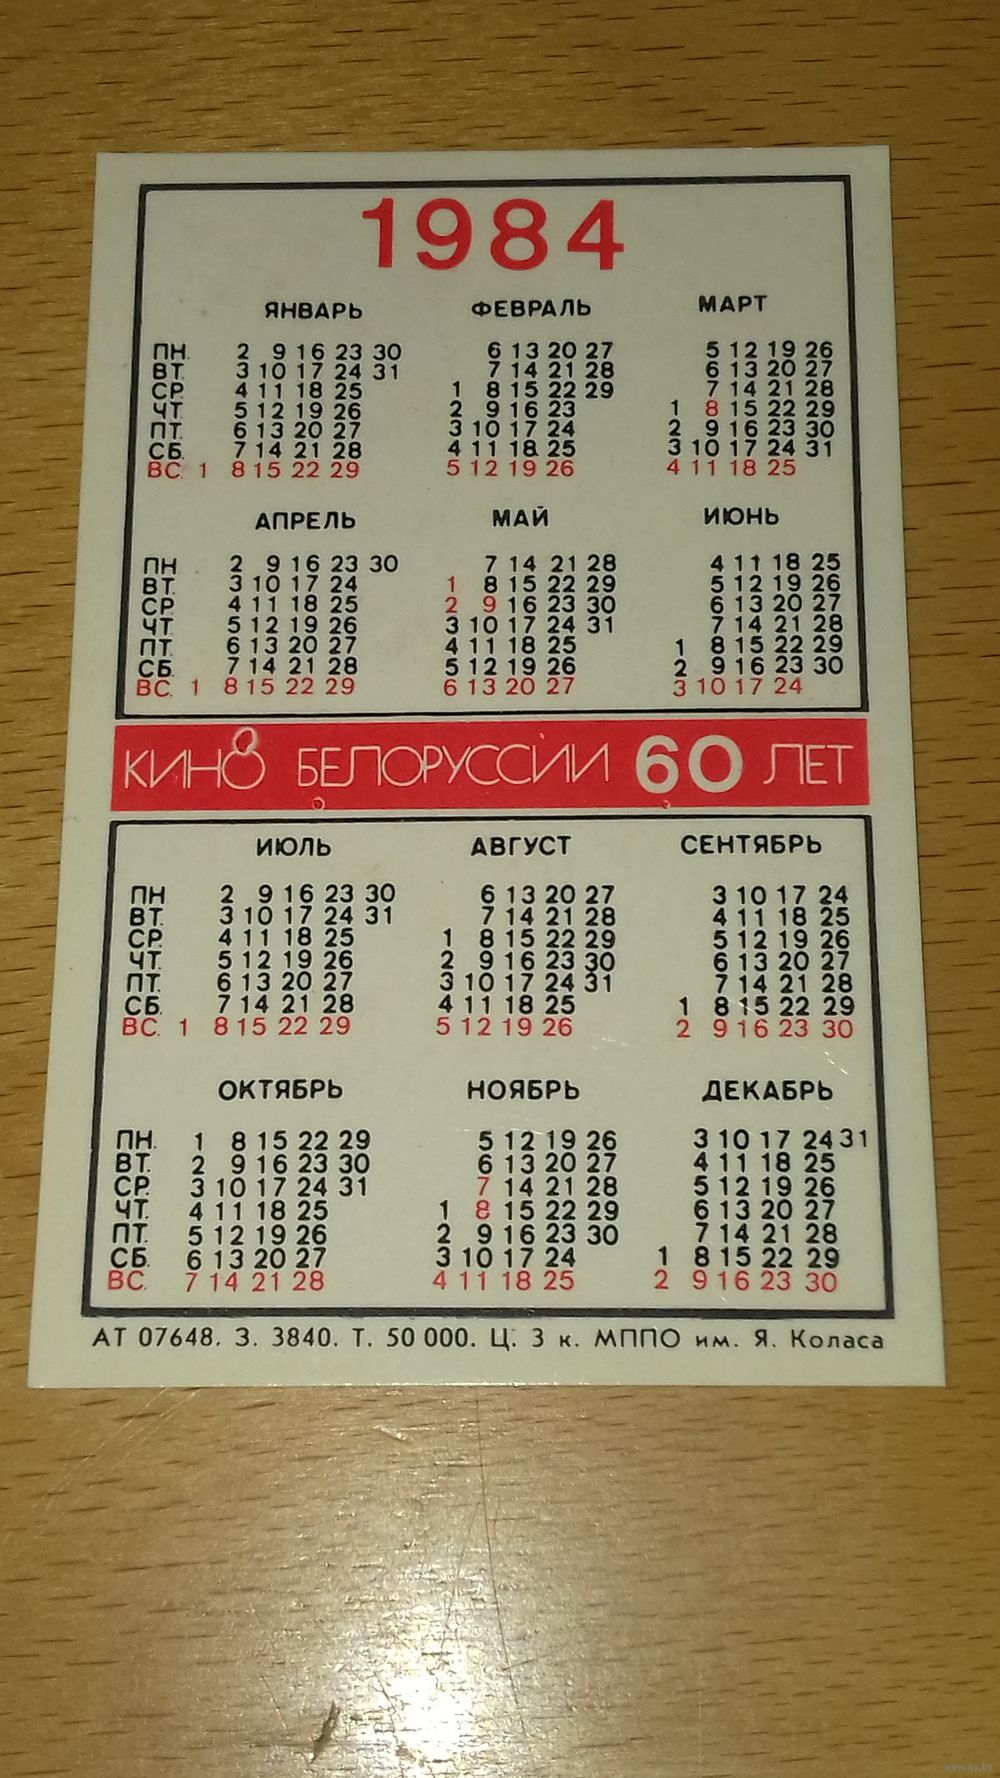 1984
ЯНВАРЬ ФЕВРАЛЬ МАРТ
ПН. 2 9 16 23 30 6 13 20 27 5 12 19 26
ВТ. 3 10 17 24 31 7 14 21 28 6 13 20 27
СР. 4 11 18 25 1 8 15 22 29 7 14 21 28
ЧТ. 5 12 19 26 2 9 16 23 1 8 15 22 29
ПТ. 6 13 20 27 3 10 17 24 2 9 16 23 30
СБ. 7 14 21 28 4 11 18 25 3 10 17 24 31
ВС. 1 8 15 22 29 5 12 19 26 4 11 18 25
АПРЕЛЬ МАЙ ИЮНЬ
ПН 2 9 16 23 30 7 14 21 28 4 11 18 25
ВТ. 3 10 17 24 1 8 15 22 29 5 12 19 26
СР. 4 11 18 25 2 9 16 23 30 6 13 20 27
ЧТ. 5 12 19 26 3 10 17 24 31 7 14 21 28
ПТ. 6 13 20 27 4 11 18 25 1 8 15 22 29
СБ. 7 14 21 28 5 12 19 26 2 9 16 23 30
ВС. 1 8 15 22 29 6 13 20 27 3 10 17 24
КИНО БЕЛОРУССИИ 60 ЛЕТ
ИЮЛЬ АВГУСТ СЕНТЯБРЬ
ПН 2 9 16 23 30 6 13 20 27 3 10 17 24
ВТ. 3 10 17 24 31 7 14 21 28 4 11 18 25
СР. 4 11 18 25 1 8 15 22 29 5 12 19 26
ЧТ. 5 12 19 26 2 9 16 23 30 6 13 20 27
ПТ. 6 13 20 27 3 10 17 24 31 7 14 21 28
СБ. 7 14 21 28 4 11 18 25 1 8 15 22 29
ВС. 1 8 15 22 29 5 12 19 26 2 9 16 23 30
ОКТЯБРЬ НОЯБРЬ ДЕКАБРЬ
ПН. 1 8 15 22 29 5 12 19 26 3 10 17 24 31
ВТ. 2 9 16 23 30 6 13 20 27 4 11 18 25
СР. 3 10 17 24 31 7 14 21 28 5 12 19 26
ЧТ. 4 11 18 25 1 8 15 22 29 6 13 20 27
ПТ. 5 12 19 26 2 9 16 23 30 7 14 21 28
СБ. 6 13 20 27 3 10 17 24 1 8 15 22 29
ВС. 7 14 21 28 4 11 18 25 2 9 16 23 30
АТ 07648. З. 3840. Т. 50 000. Ц. 3 к. МППО им. Я. Коласа
www.ay.by